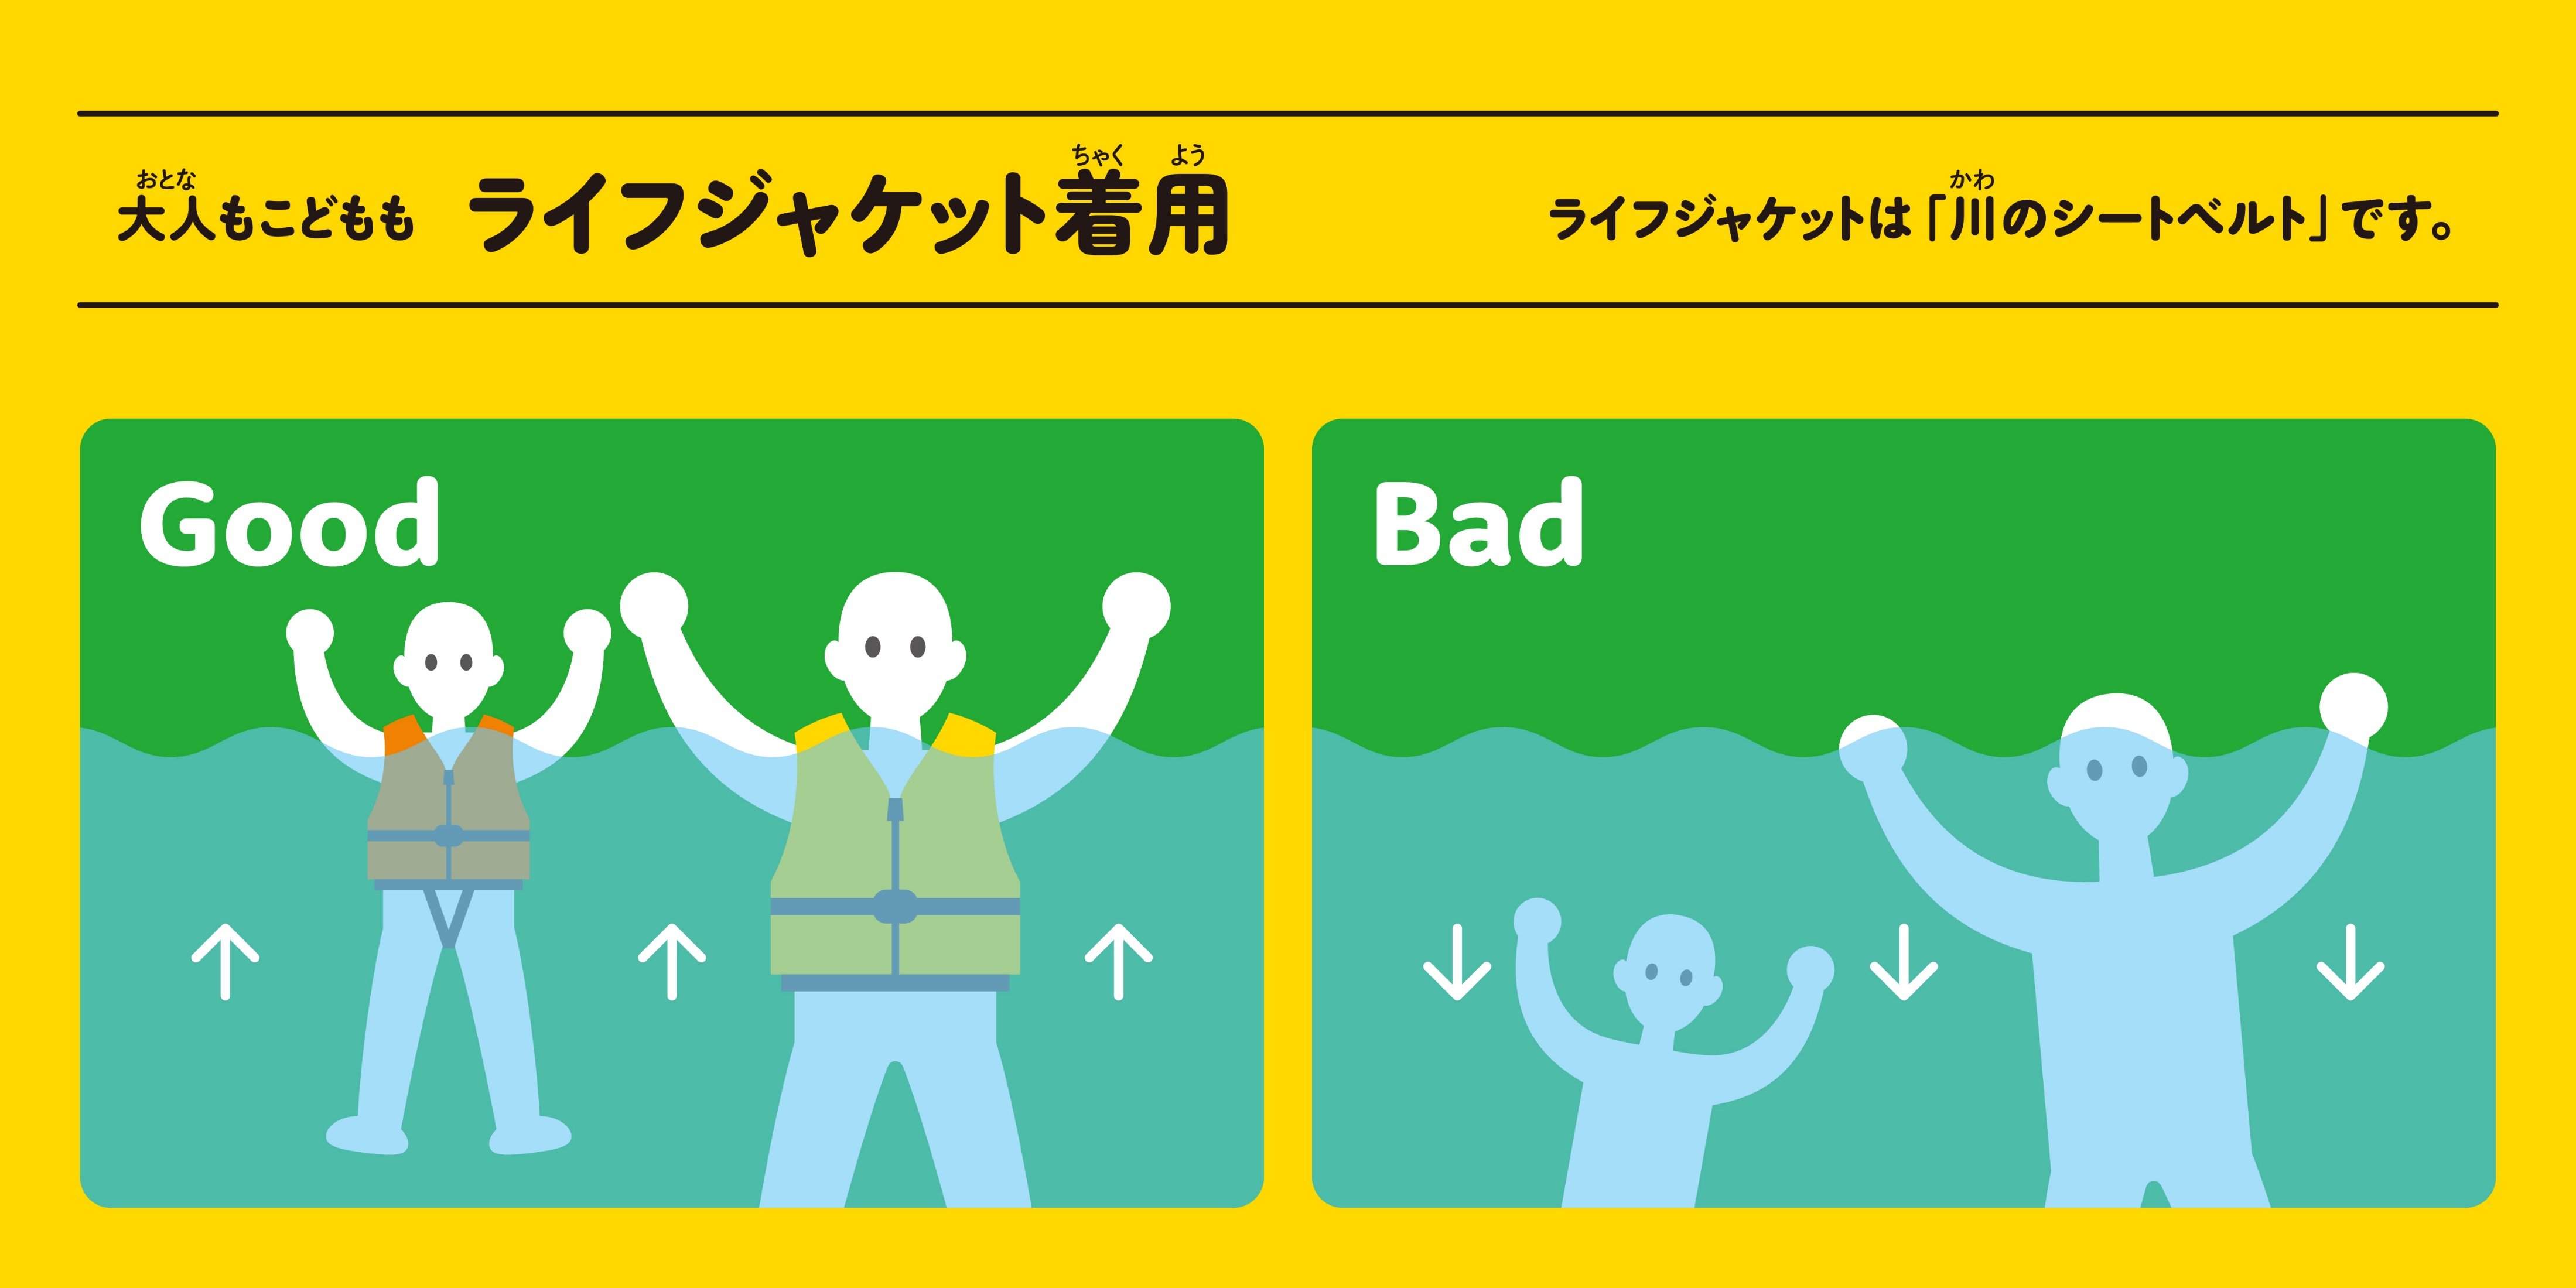 おとな
大人もこどもも
ちゃく よう
ライフジャケット着用
かわ
ライフジャケットは「川のシートベルト」です。
Good
Bad